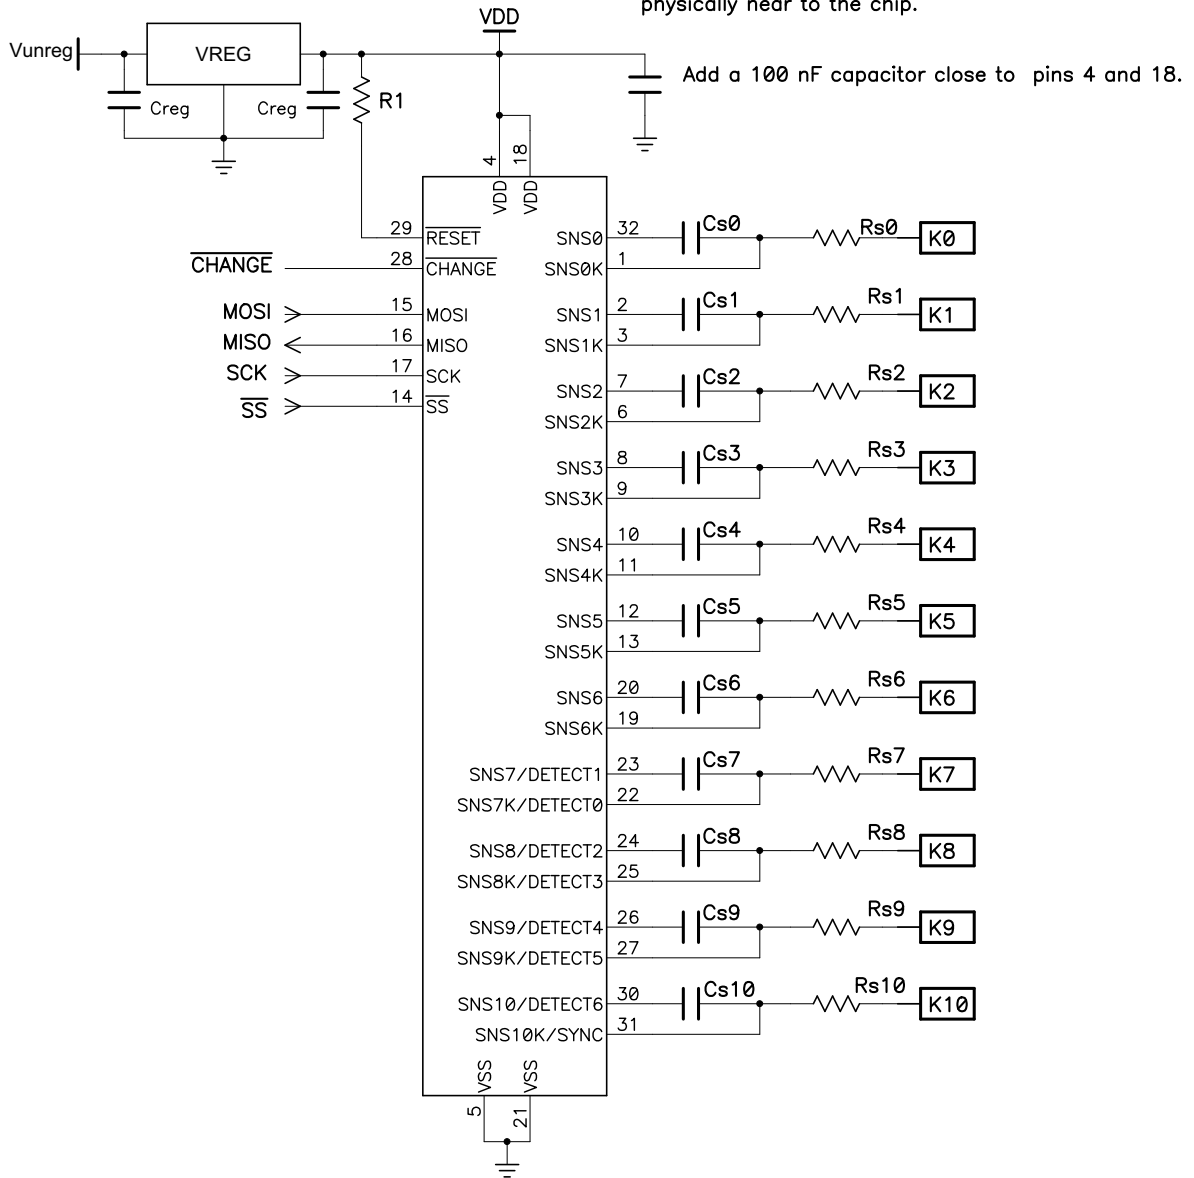 physically near to the chip.
VDD
Vunreg
VREG
Add a 100 nF capacitor close to pins 4 and 18.
Creg
Creg
R1
4
18
VDD
VDD
29
RESET
CHANGE
28
CHANGE
MOSI
15
MOSI
MISO
16
MISO
SCK
17
SCK
SS
14
SS
SNS0
32
Cs0
Rs0
K0
SNS0K
1
SNS1
2
Cs1
Rs1
K1
SNS1K
3
SNS2
7
Cs2
Rs2
K2
SNS2K
6
SNS3
8
Cs3
Rs3
K3
SNS3K
9
SNS4
10
Cs4
Rs4
K4
SNS4K
11
SNS5
12
Cs5
Rs5
K5
SNS5K
13
SNS6
20
Cs6
Rs6
K6
SNS6K
19
SNS7/DETECT1
23
Cs7
Rs7
K7
SNS7K/DETECT0
22
SNS8/DETECT2
24
Cs8
Rs8
K8
SNS8K/DETECT3
25
SNS9/DETECT4
26
Cs9
Rs9
K9
SNS9K/DETECT5
27
SNS10/DETECT6
30
Cs10
Rs10
K10
SNS10K/SYNC
31
VSS
VSS
5
21